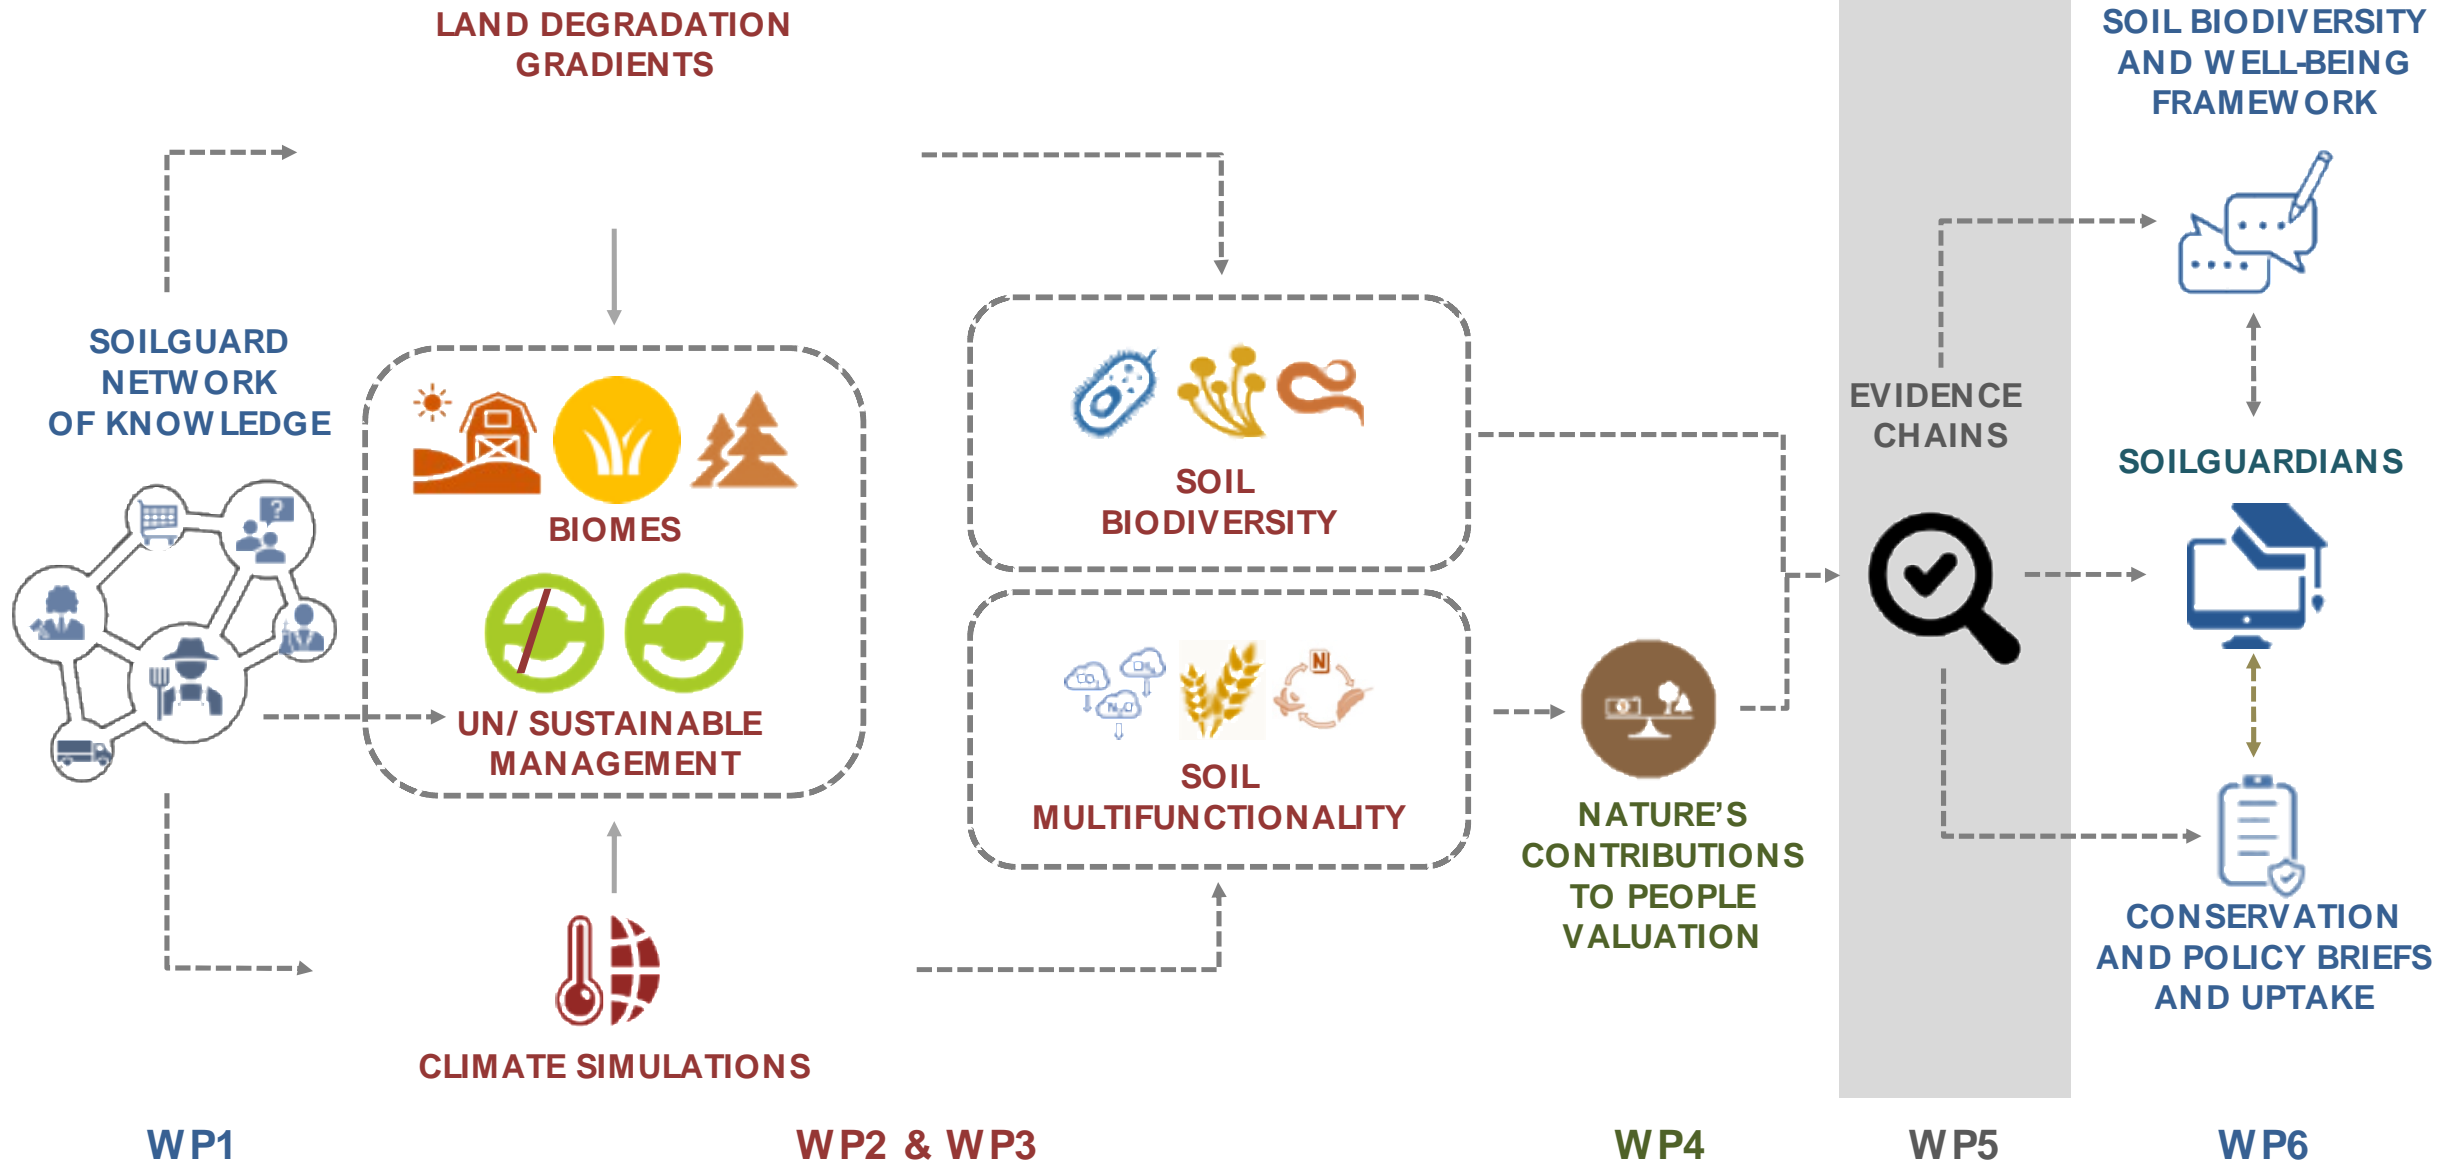 LAND DEGRADATION
GRADIENTS
SOIL BIODIVERSITY
AND WELL-BEING
FRAMEWORK
SOILGUARD
NETWORK
OF KNOWLEDGE
?
BIOMES
UN/ SUSTAINABLE
MANAGEMENT
CLIMATE SIMULATIONS
SOIL
BIODIVERSITY
CO₂
N
SOIL
MULTIFUNCTIONALITY
NATURE’S
CONTRIBUTIONS
TO PEOPLE
VALUATION
EVIDENCE
CHAINS
SOILGUARDIANS
CONSERVATION
AND POLICY BRIEFS
AND UPTAKE
WP1
WP2 & WP3
WP4
WP5
WP6